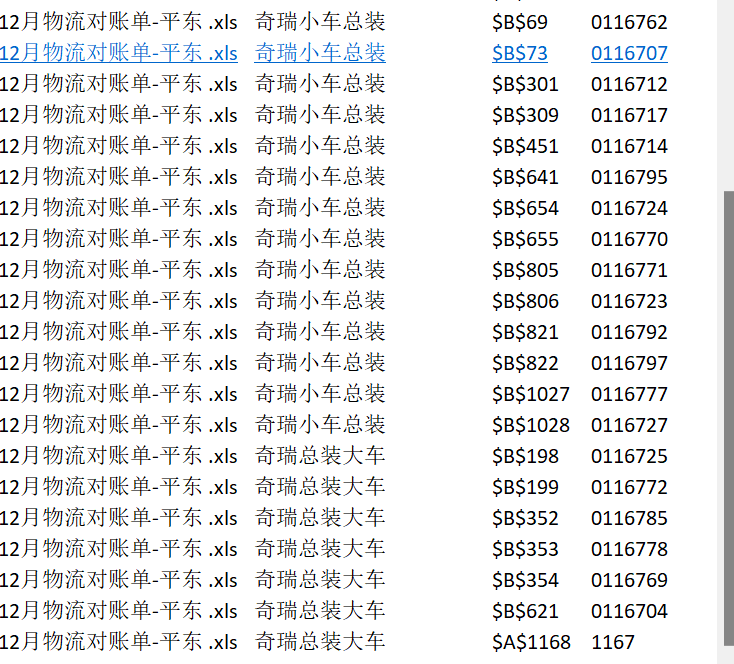 12月物流对账单-平东 .xls 奇瑞小车总装 $B$69 0116762
12月物流对账单-平东 .xls 奇瑞小车总装 $B$73 0116707
12月物流对账单-平东 .xls 奇瑞小车总装 $B$301 0116712
12月物流对账单-平东 .xls 奇瑞小车总装 $B$309 0116717
12月物流对账单-平东 .xls 奇瑞小车总装 $B$451 0116714
12月物流对账单-平东 .xls 奇瑞小车总装 $B$641 0116795
12月物流对账单-平东 .xls 奇瑞小车总装 $B$654 0116724
12月物流对账单-平东 .xls 奇瑞小车总装 $B$655 0116770
12月物流对账单-平东 .xls 奇瑞小车总装 $B$805 0116771
12月物流对账单-平东 .xls 奇瑞小车总装 $B$806 0116723
12月物流对账单-平东 .xls 奇瑞小车总装 $B$821 0116792
12月物流对账单-平东 .xls 奇瑞小车总装 $B$822 0116797
12月物流对账单-平东 .xls 奇瑞小车总装 $B$1027 0116777
12月物流对账单-平东 .xls 奇瑞小车总装 $B$1028 0116727
12月物流对账单-平东 .xls 奇瑞总装大车 $B$198 0116725
12月物流对账单-平东 .xls 奇瑞总装大车 $B$199 0116772
12月物流对账单-平东 .xls 奇瑞总装大车 $B$352 0116785
12月物流对账单-平东 .xls 奇瑞总装大车 $B$353 0116778
12月物流对账单-平东 .xls 奇瑞总装大车 $B$354 0116769
12月物流对账单-平东 .xls 奇瑞总装大车 $B$621 0116704
12月物流对账单-平东 .xls 奇瑞总装大车 $A$1168 1167